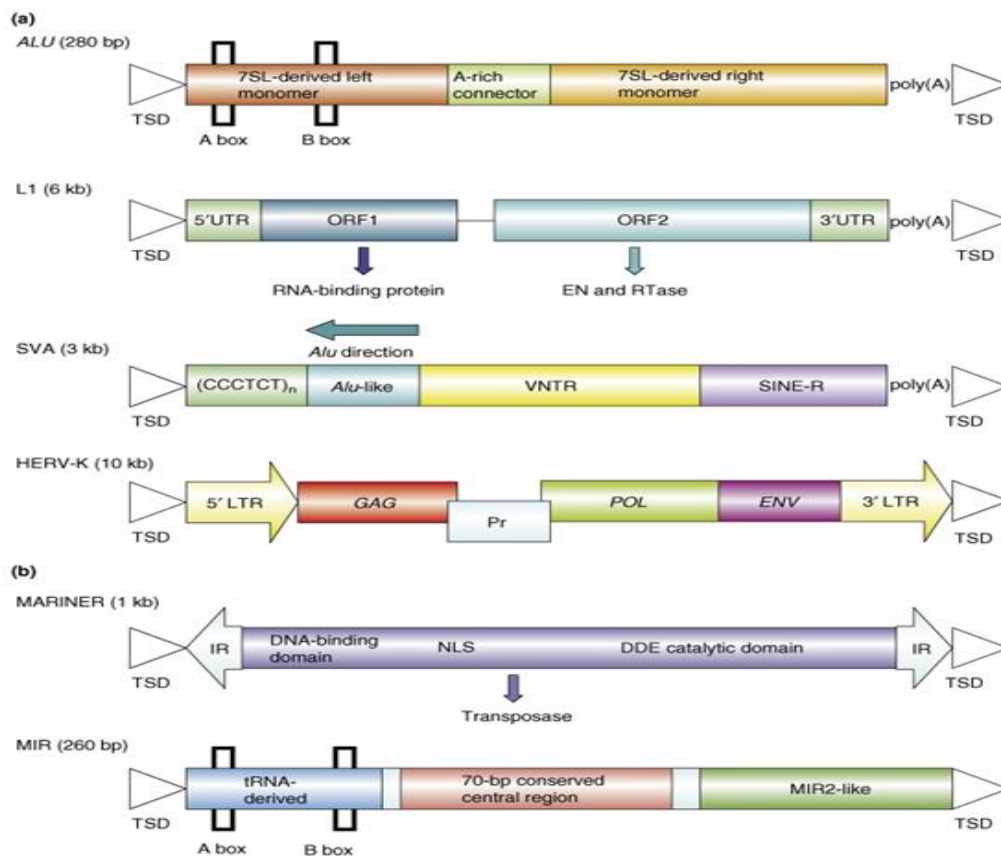 (a)
ALU (280 bp)
7SL-derived left
monomer
A-rich
connector
7SL-derived right
monomer
poly(A)
TSD
A box
B box
TSD
L1 (6 kb)
5′UTR
ORF1
ORF2
3′UTR
poly(A)
TSD
TSD
RNA-binding protein
EN and RTase
SVA (3 kb)
Alu direction
(CCCTCT)n
Alu-like
VNTR
SINE-R
poly(A)
TSD
TSD
HERV-K (10 kb)
5′ LTR
GAG
Pr
POL
ENV
3′ LTR
TSD
TSD
(b)
MARINER (1 kb)
IR
DNA-binding
domain
NLS
DDE catalytic domain
IR
TSD
TSD
Transposase
MIR (260 bp)
tRNA-
derived
70-bp conserved
central region
MIR2-like
TSD
A box
B box
TSD